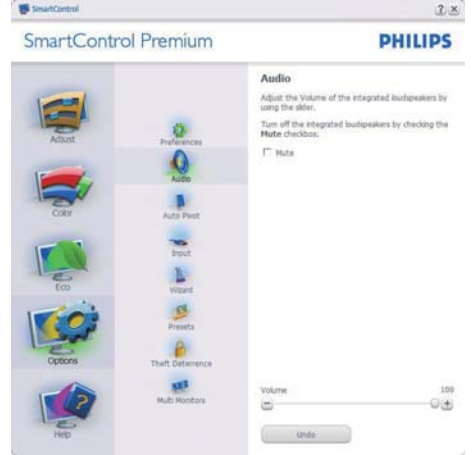 SmartControl
? ×
SmartControl Premium
PHILIPS
Adjust
Color
Eco
Options
Help
Preferences
Audio
Auto Pivot
Input
Wizard
Presets
Theft Deterrence
Multi Monitors
Audio
Adjust the Volume of the integrated loudspeakers by
using the slider.
Turn off the integrated loudspeakers by checking the
Mute checkbox.
Mute
Volume 100
Undo